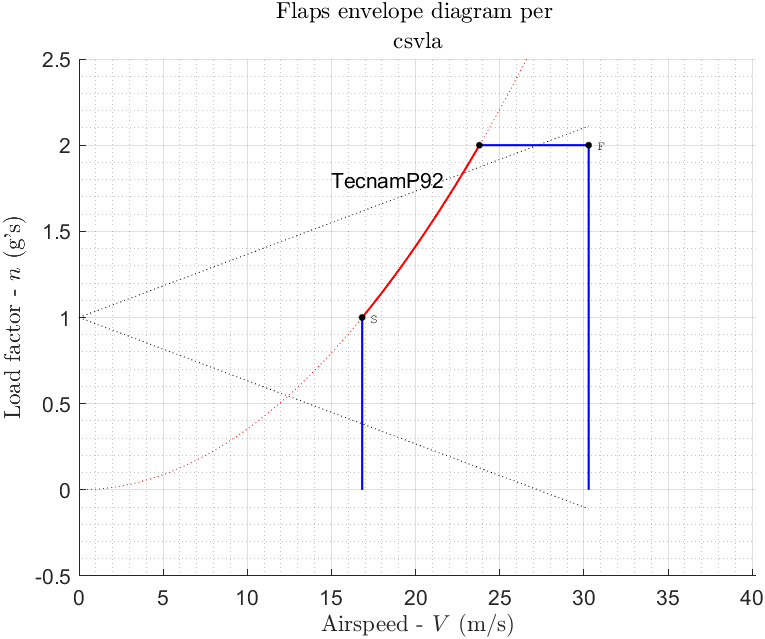 Flaps envelope diagram per
csvla
2.5
2
1.5
1
0.5
0
-0.5
Load factor - n (g's)
TecnamP92
F
S
0 5 10 15 20 25 30 35 40
Airspeed - V (m/s)